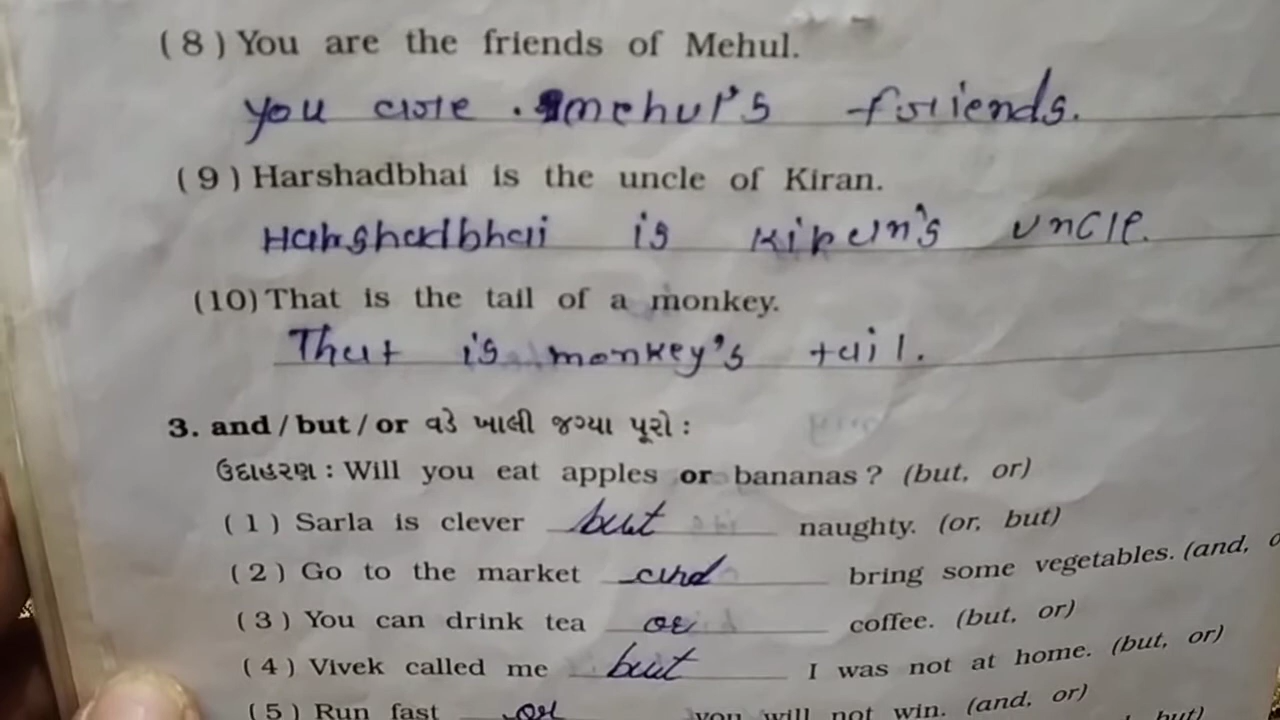 (8) You are the friends of Mehul.
you are mehul's friends.
(9) Harshadbhai is the uncle of Kiran.
Harshadbhai is Kiran's uncle.
(10) That is the tail of a monkey.
That is monkey's tail.
3. and / but / or વડે ખાલી જગ્યા પૂરો :
ઉદાહરણ : Will you eat apples or bananas ? (but, or)
(1) Sarla is clever but naughty. (or, but)
(2) Go to the market and bring some vegetables. (and,
(3) You can drink tea or coffee. (but, or)
(4) Vivek called me but I was not at home. (but, or)
(5) Run fast or you will not win. (and, or)
but)